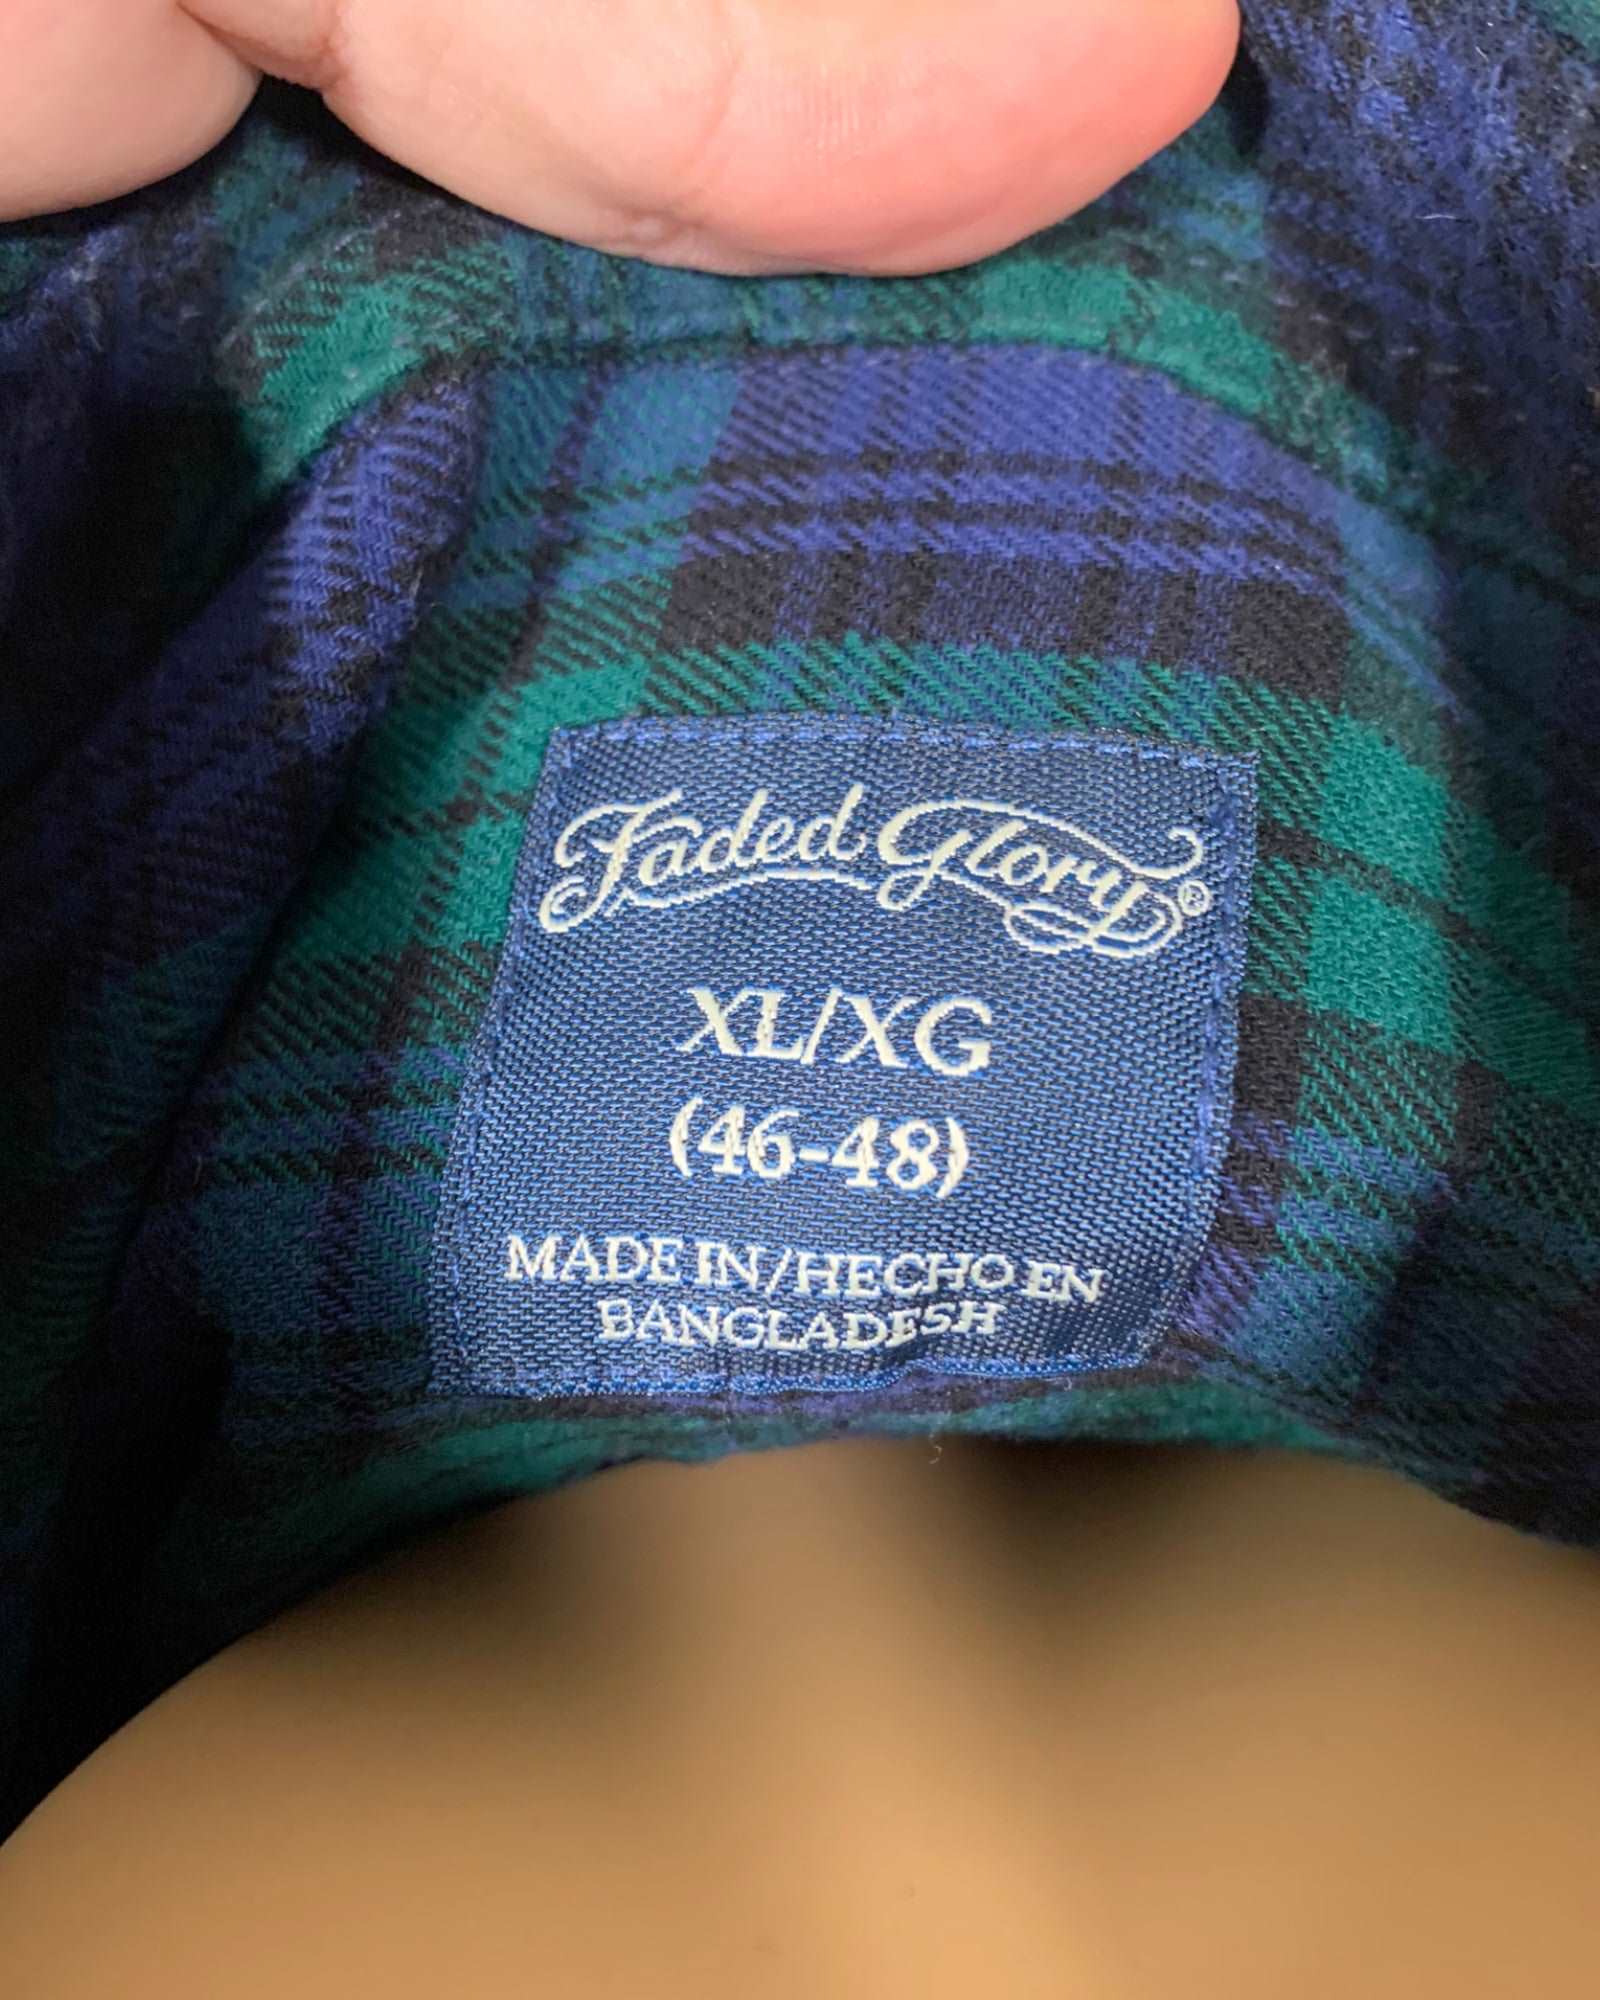 Faded Glory®
XL/XG
(46-48)
MADE IN/HECHO EN
BANGLADESH